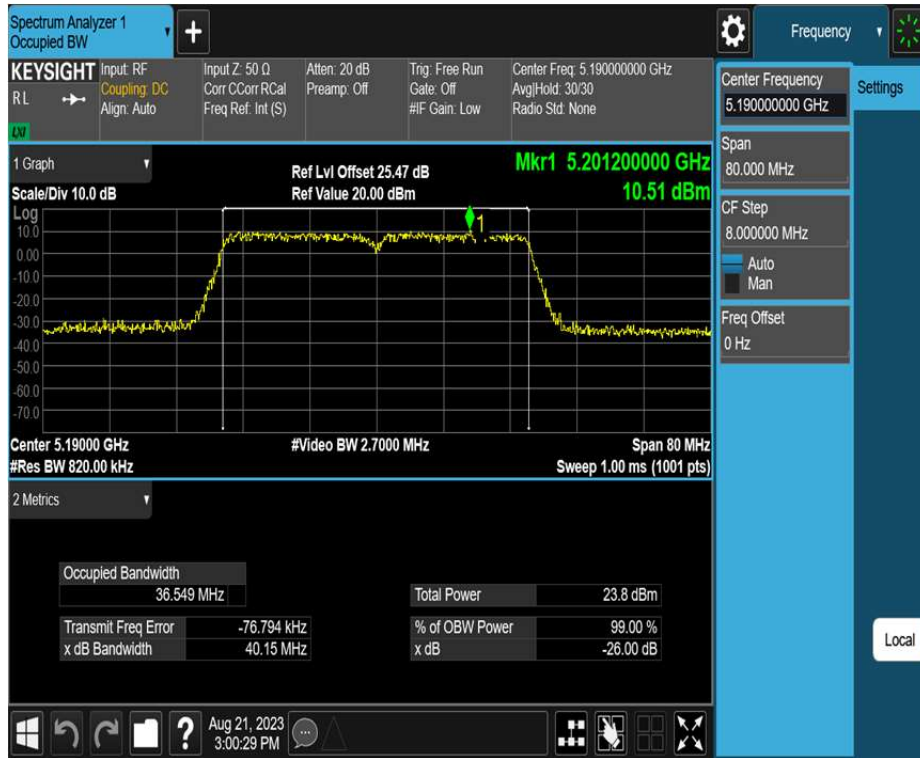 Spectrum Analyzer 1
Occupied BW
Frequency
KEYSIGHT
RL
LXI
Input: RF
Coupling: DC
Align: Auto
Input Z: 50 Ω
Corr CCorr RCal
Freq Ref: Int (S)
Atten: 20 dB
Preamp: Off
Trig: Free Run
Gate: Off
#IF Gain: Low
Center Freq: 5.190000000 GHz
Avg|Hold: 30/30
Radio Std: None
Center Frequency
5.190000000 GHz
Settings
Span
80.000 MHz
CF Step
8.000000 MHz
Auto
Man
Freq Offset
0 Hz
Local
1 Graph
Scale/Div 10.0 dB
Ref Lvl Offset 25.47 dB
Ref Value 20.00 dBm
Mkr1 5.201200000 GHz
10.51 dBm
Log
10.0
0.00
-10.0
-20.0
-30.0
-40.0
-50.0
-60.0
-70.0
1
Center 5.19000 GHz
#Video BW 2.7000 MHz
Span 80 MHz
#Res BW 820.00 kHz
Sweep 1.00 ms (1001 pts)
2 Metrics
Occupied Bandwidth
36.549 MHz
Total Power 23.8 dBm
Transmit Freq Error -76.794 kHz
% of OBW Power 99.00 %
x dB Bandwidth 40.15 MHz
x dB -26.00 dB
?
Aug 21, 2023
3:00:29 PM